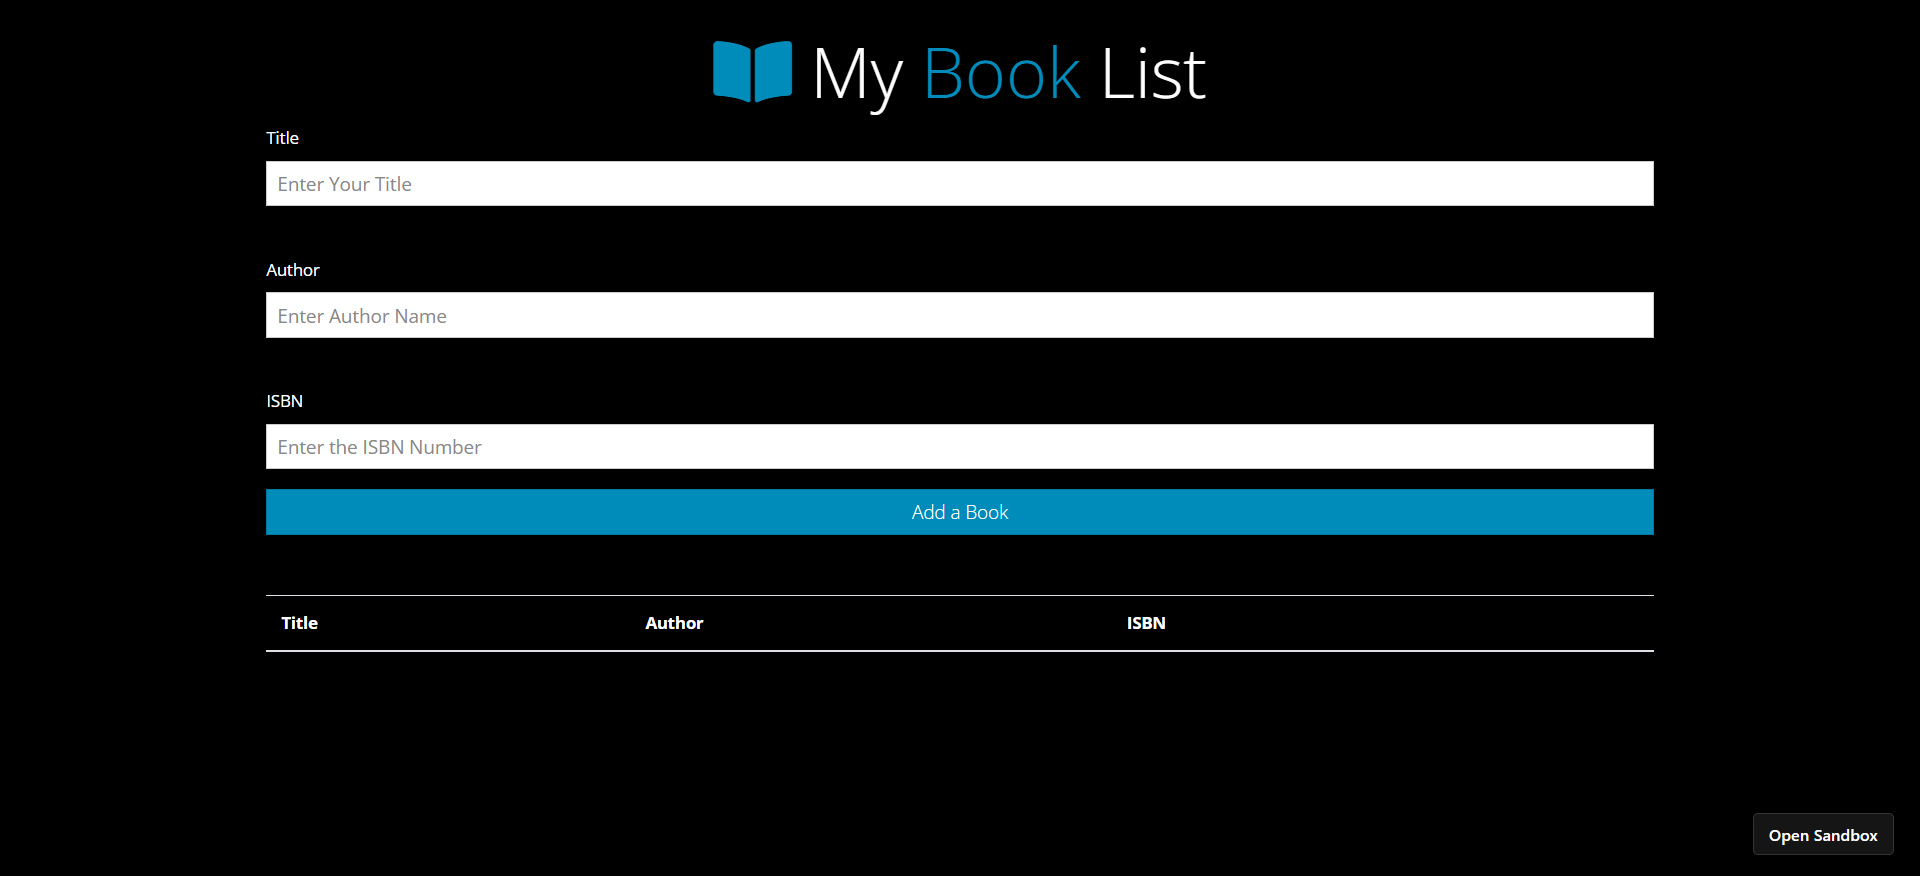 My Book List
Title
Enter Your Title
Author
Enter Author Name
ISBN
Enter the ISBN Number
Add a Book
Title Author ISBN
Open Sandbox